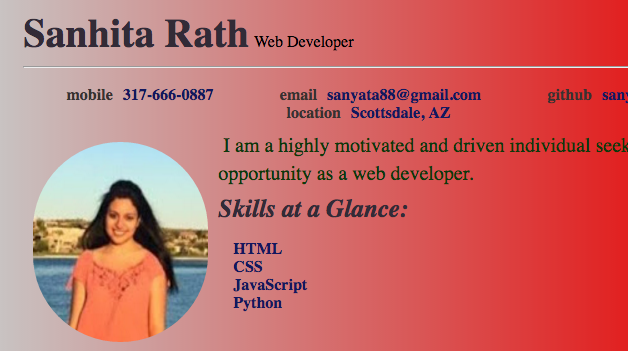 Sanhita Rath Web Developer
mobile 317-666-0887 email sanyata88@gmail.com github
location Scottsdale, AZ
I am a highly motivated and driven individual
opportunity as a web developer.
Skills at a Glance:
HTML
CSS
JavaScript
Python